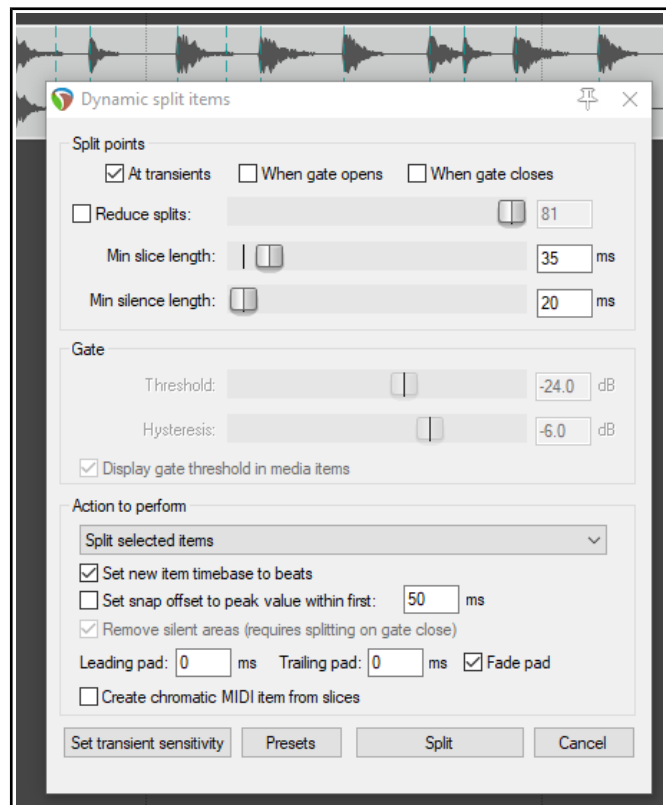 Dynamic split items
Split points
At transients When gate opens When gate closes
Reduce splits: 81
Min slice length: 35 ms
Min silence length: 20 ms
Gate
Threshold: -24.0 dB
Hysteresis: -6.0 dB
Display gate threshold in media items
Action to perform
Split selected items
Set new item timebase to beats
Set snap offset to peak value within first: 50 ms
Remove silent areas (requires splitting on gate close)
Leading pad: 0 ms Trailing pad: 0 ms Fade pad
Create chromatic MIDI item from slices
Set transient sensitivity Presets Split Cancel